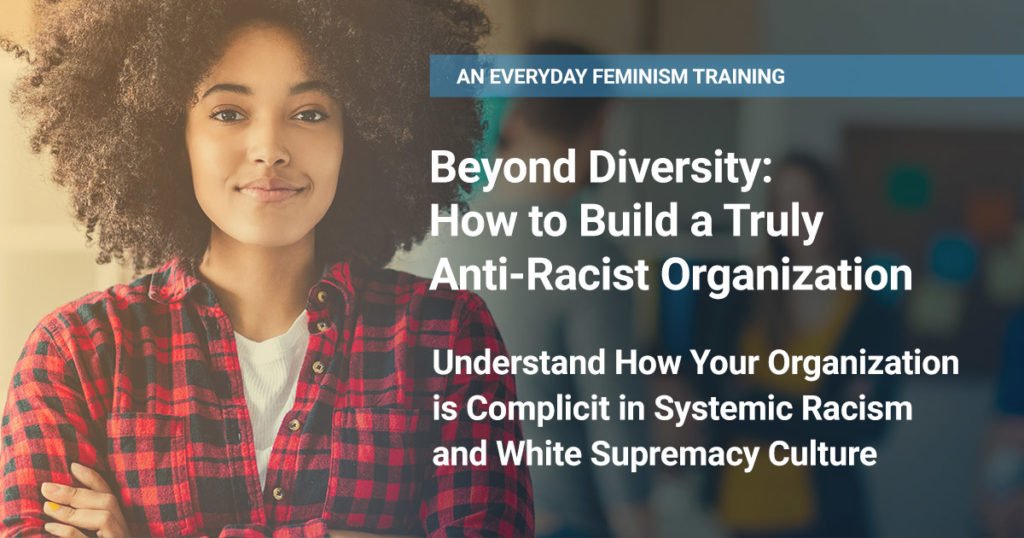 AN EVERYDAY FEMINISM TRAINING
Beyond Diversity:
How to Build a Truly
Anti-Racist Organization
Understand How Your Organization
is Complicit in Systemic Racism
and White Supremacy Culture